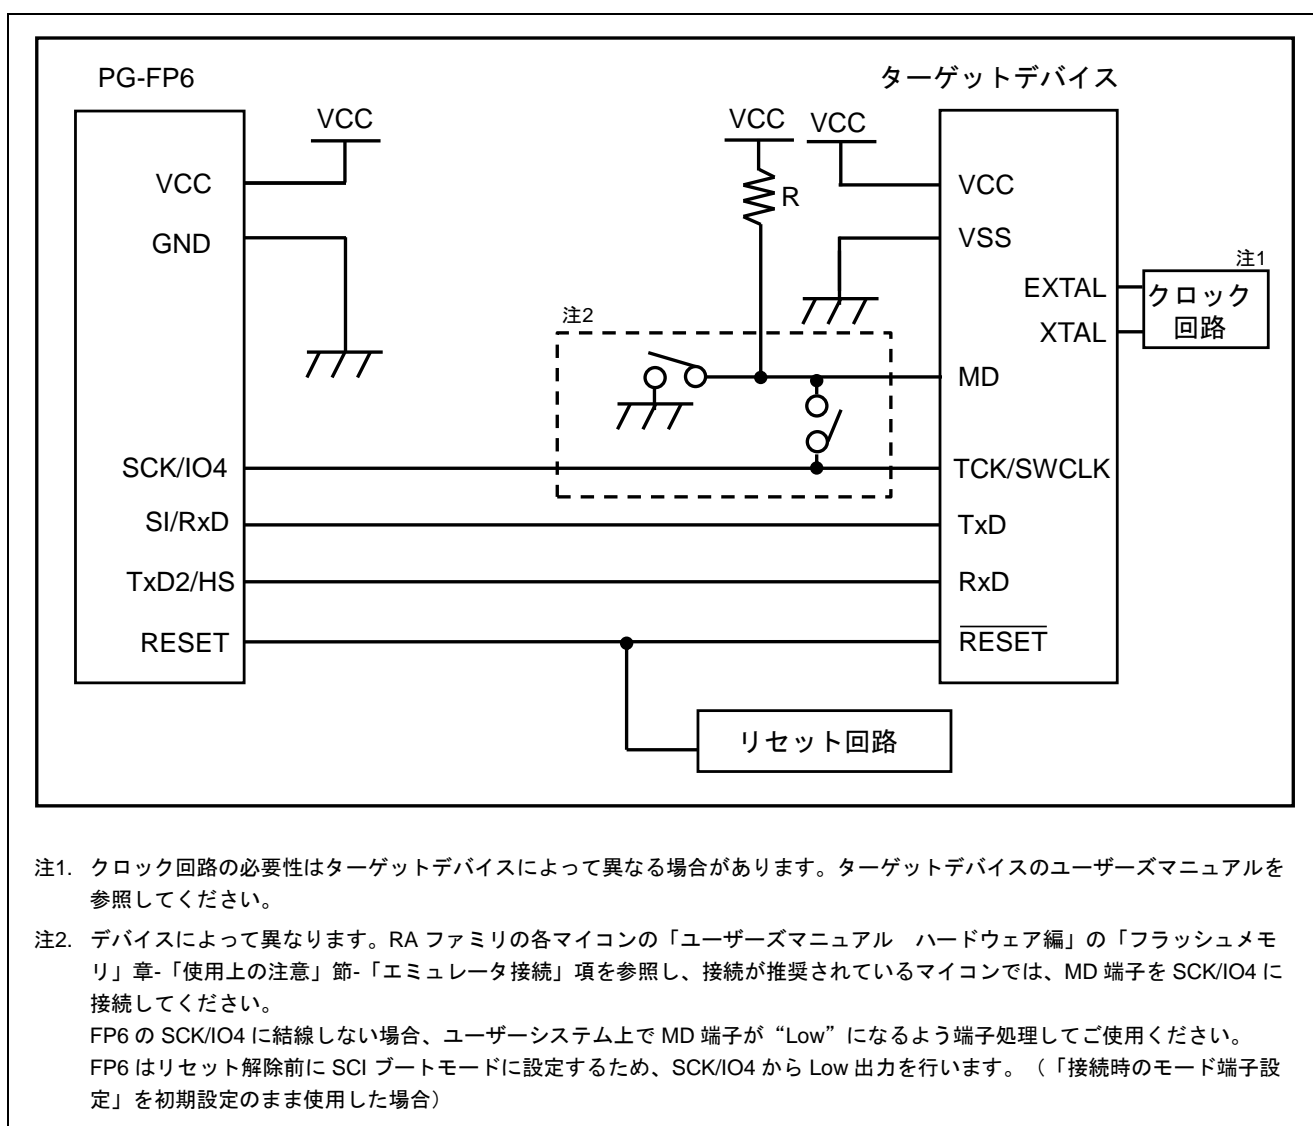 PG-FP6
ターゲットデバイス
VCC
VCC
VCC
VCC
R
VCC
GND
VSS
注1
EXTAL
クロック
回路
XTAL
注2
MD
SCK/IO4
TCK/SWCLK
SI/RxD
TxD
TxD2/HS
RxD
RESET
RESET
リセット回路
注1. クロック回路の必要性はターゲットデバイスによって異なる場合があります。ターゲットデバイスのユーザーズマニュアルを
参照してください。
注2. デバイスによって異なります。RA ファミリの各マイコンの「ユーザーズマニュアル　ハードウェア編」の「フラッシュメモ
リ」章-「使用上の注意」節-「エミュレータ接続」項を参照し、接続が推奨されているマイコンでは、MD 端子を SCK/IO4 に
接続してください。
FP6 の SCK/IO4 に結線しない場合、ユーザーシステム上で MD 端子が“Low”になるよう端子処理してご使用ください。
FP6 はリセット解除前に SCI ブートモードに設定するため、SCK/IO4 から Low 出力を行います。（「接続時のモード端子設
定」を初期設定のまま使用した場合）